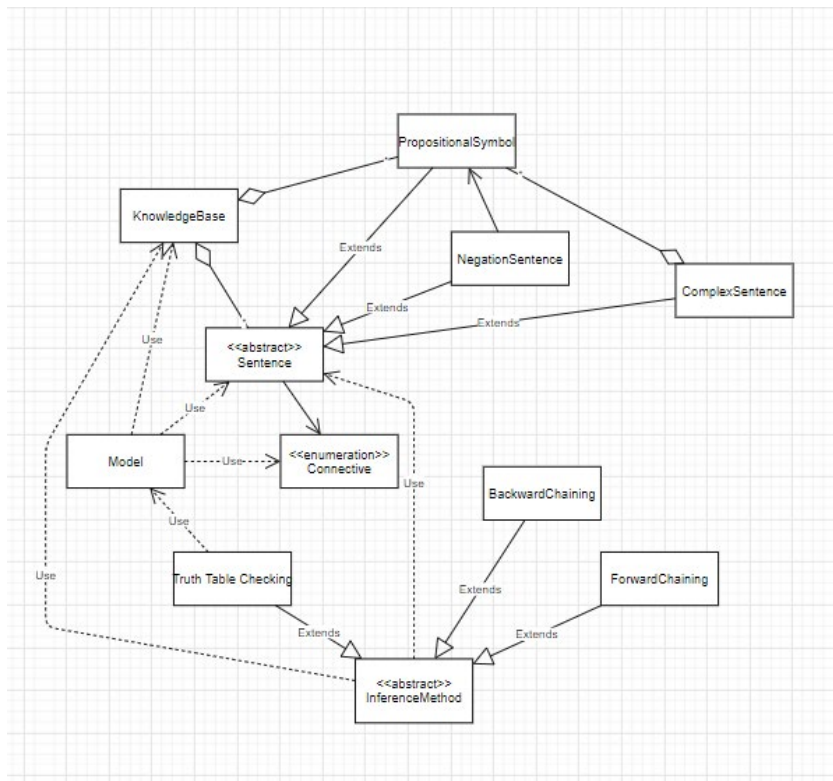 PropositionalSymbol
KnowledgeBase
Extends
NegationSentence
ComplexSentence
Extends
Extends
<<abstract>>
Sentence
Use
Use
<<enumeration>>
Connective
Model
Use
Use
BackwardChaining
Use
Truth Table Checking
ForwardChaining
Use
Extends
Extends
Extends
<<abstract>>
InferenceMethod